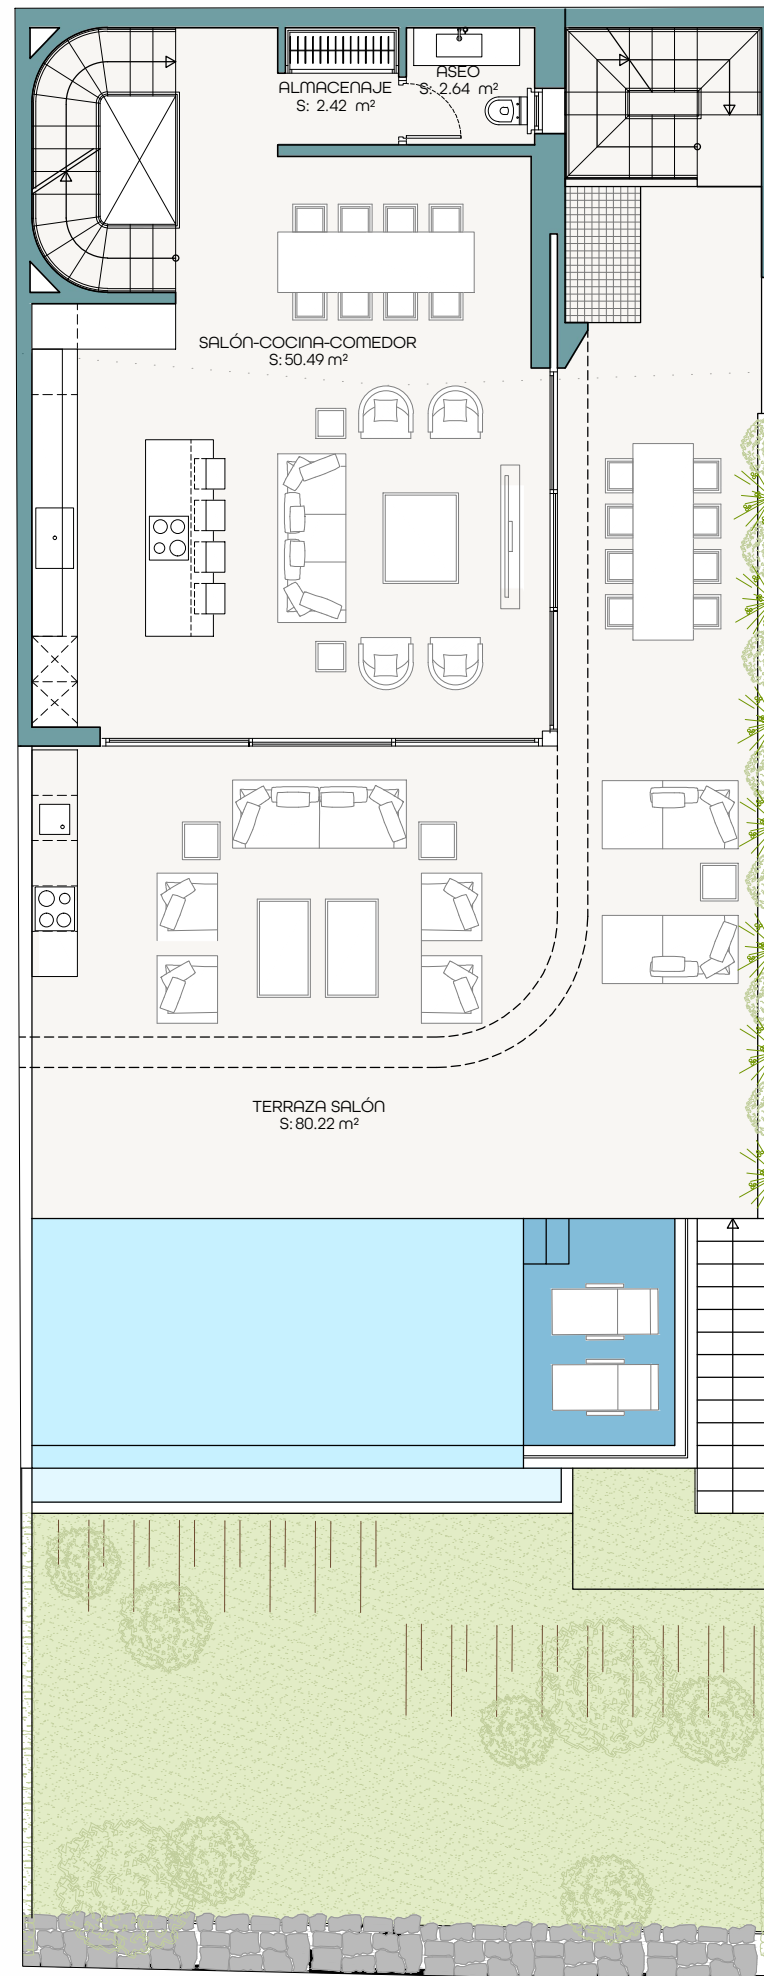 ALMACENAJE
S: 2.42 m²
ASEO
S: 2.64 m²
SALÓN-COCINA-COMEDOR
S: 50.49 m²
TERRAZA SALÓN
S: 80.22 m²